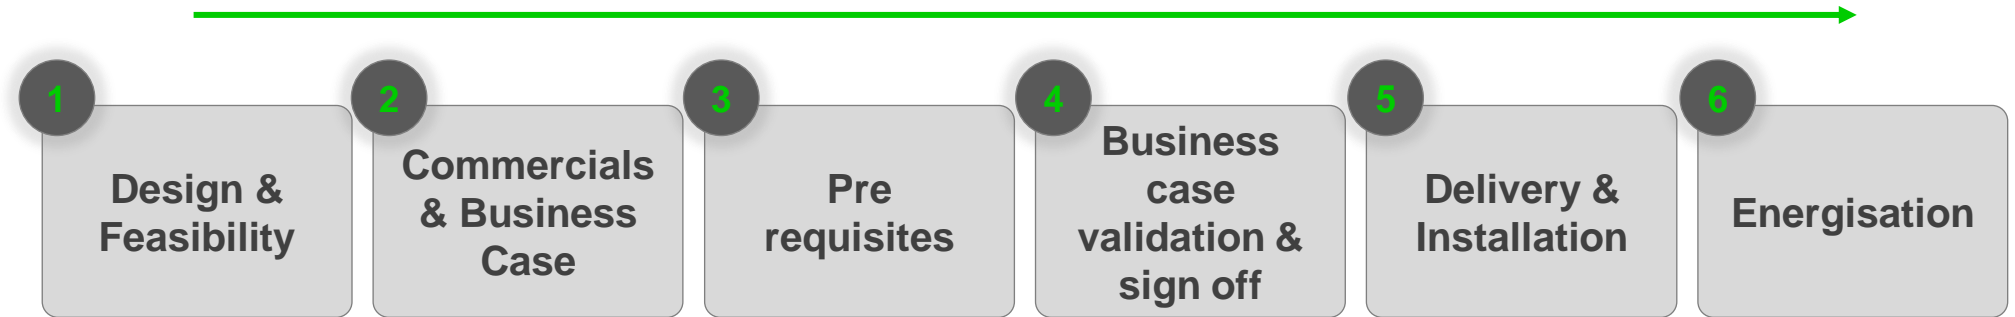 1
Design &
Feasibility
2
Commercials
& Business
Case
3
Pre
requisites
4
Business
case
validation &
sign off
5
Delivery &
Installation
6
Energisation